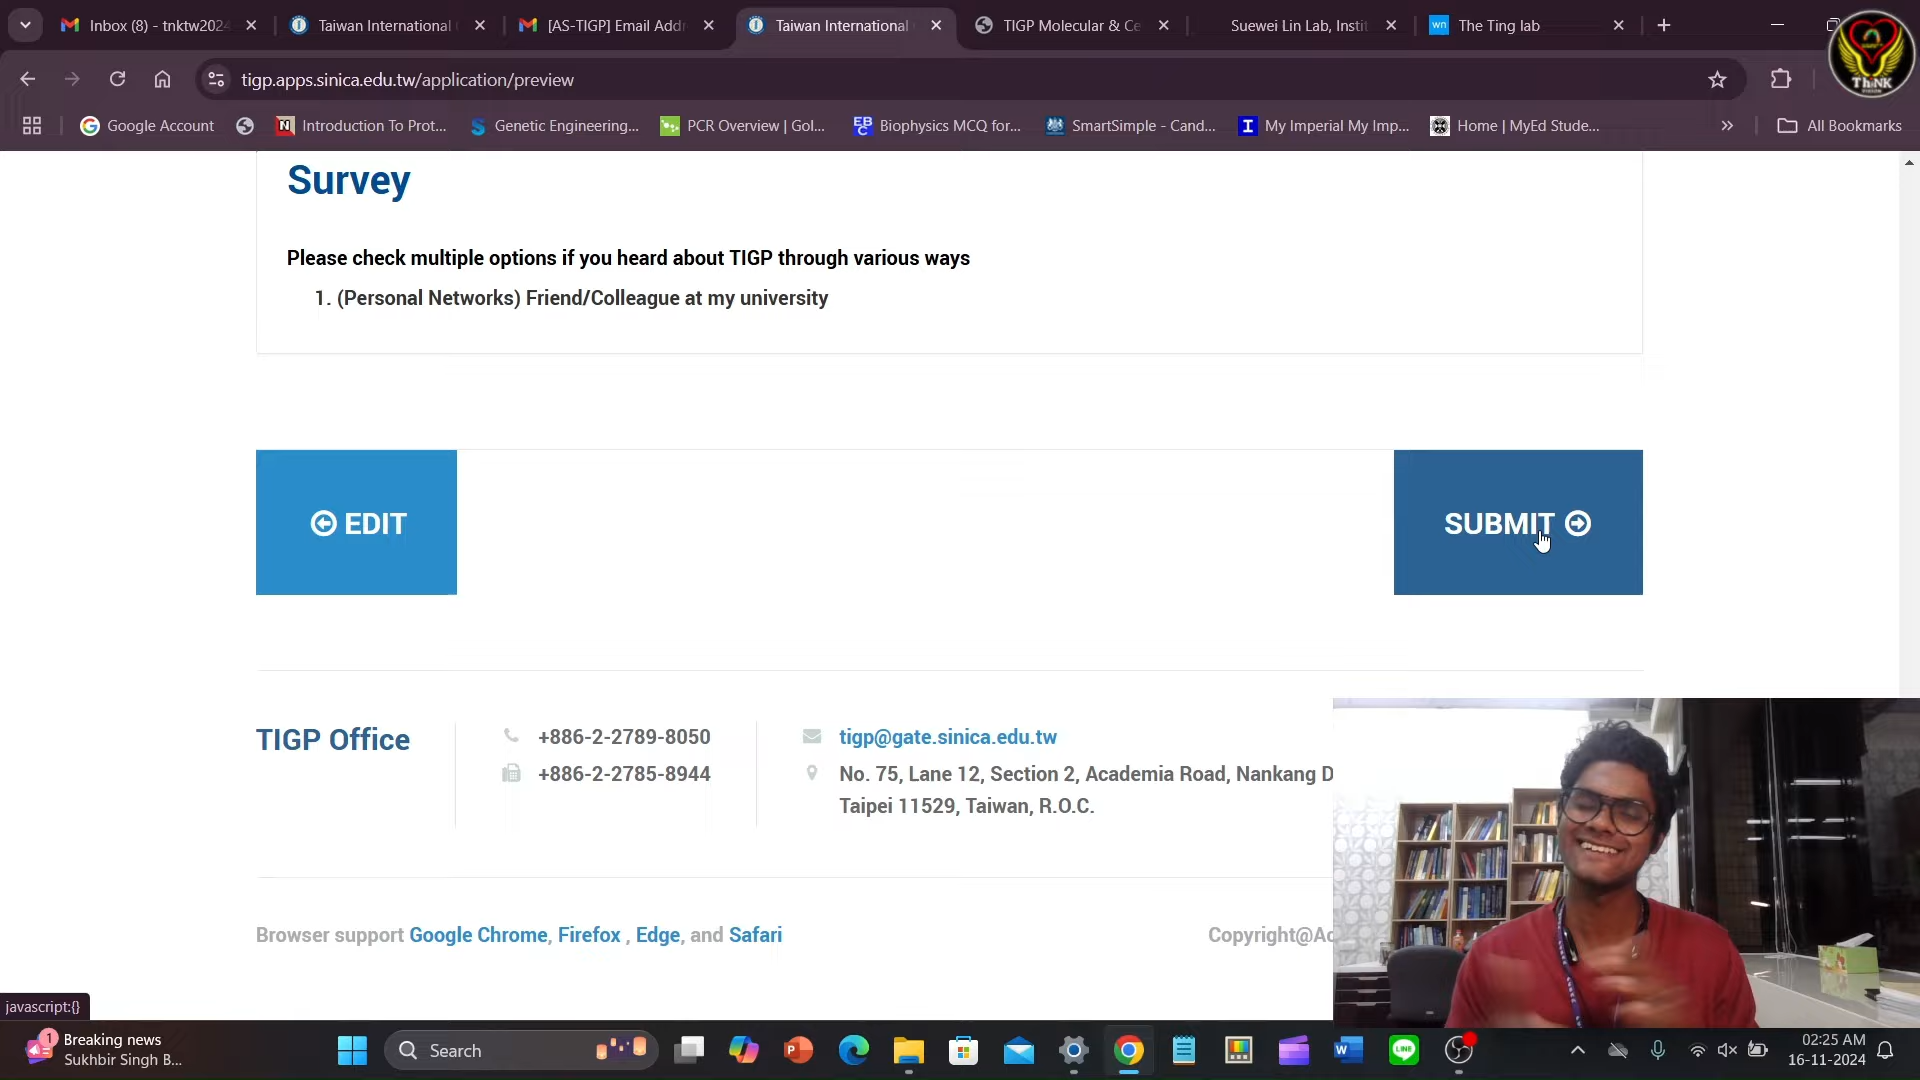 Inbox (8) - tnktw2024
Taiwan International
[AS-TIGP] Email Addr
Taiwan International
TIGP Molecular & Ce
Suewei Lin Lab, Insti
wn
The Ting lab
tigp.apps.sinica.edu.tw/application/preview
ThiNK
Google Account
Introduction To Prot...
Genetic Engineering...
PCR Overview | Gol...
Biophysics MCQ for...
SmartSimple - Cand...
My Imperial My Imp...
Home | MyEd Stude...
All Bookmarks
Survey
Please check multiple options if you heard about TIGP through various ways
1. (Personal Networks) Friend/Colleague at my university
EDIT
SUBMIT
TIGP Office
+886-2-2789-8050
+886-2-2785-8944
tigp@gate.sinica.edu.tw
No. 75, Lane 12, Section 2, Academia Road, Nankang D
Taipei 11529, Taiwan, R.O.C.
Browser support Google Chrome, Firefox , Edge, and Safari
Copyright@Ac
javascript:{}
1
Breaking news
Sukhbir Singh B...
Search
LINE
02:25 AM
16-11-2024